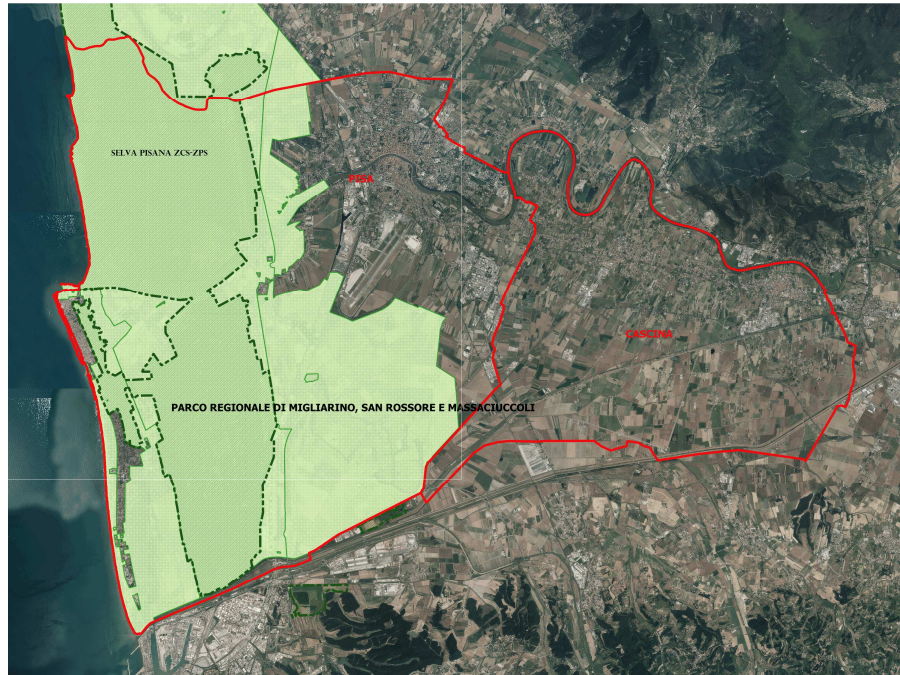 SELVA PISANA ZCS-ZPS
PISA
CASCINA
PARCO REGIONALE DI MIGLIARINO, SAN ROSSORE E MASSACIUCCOLI